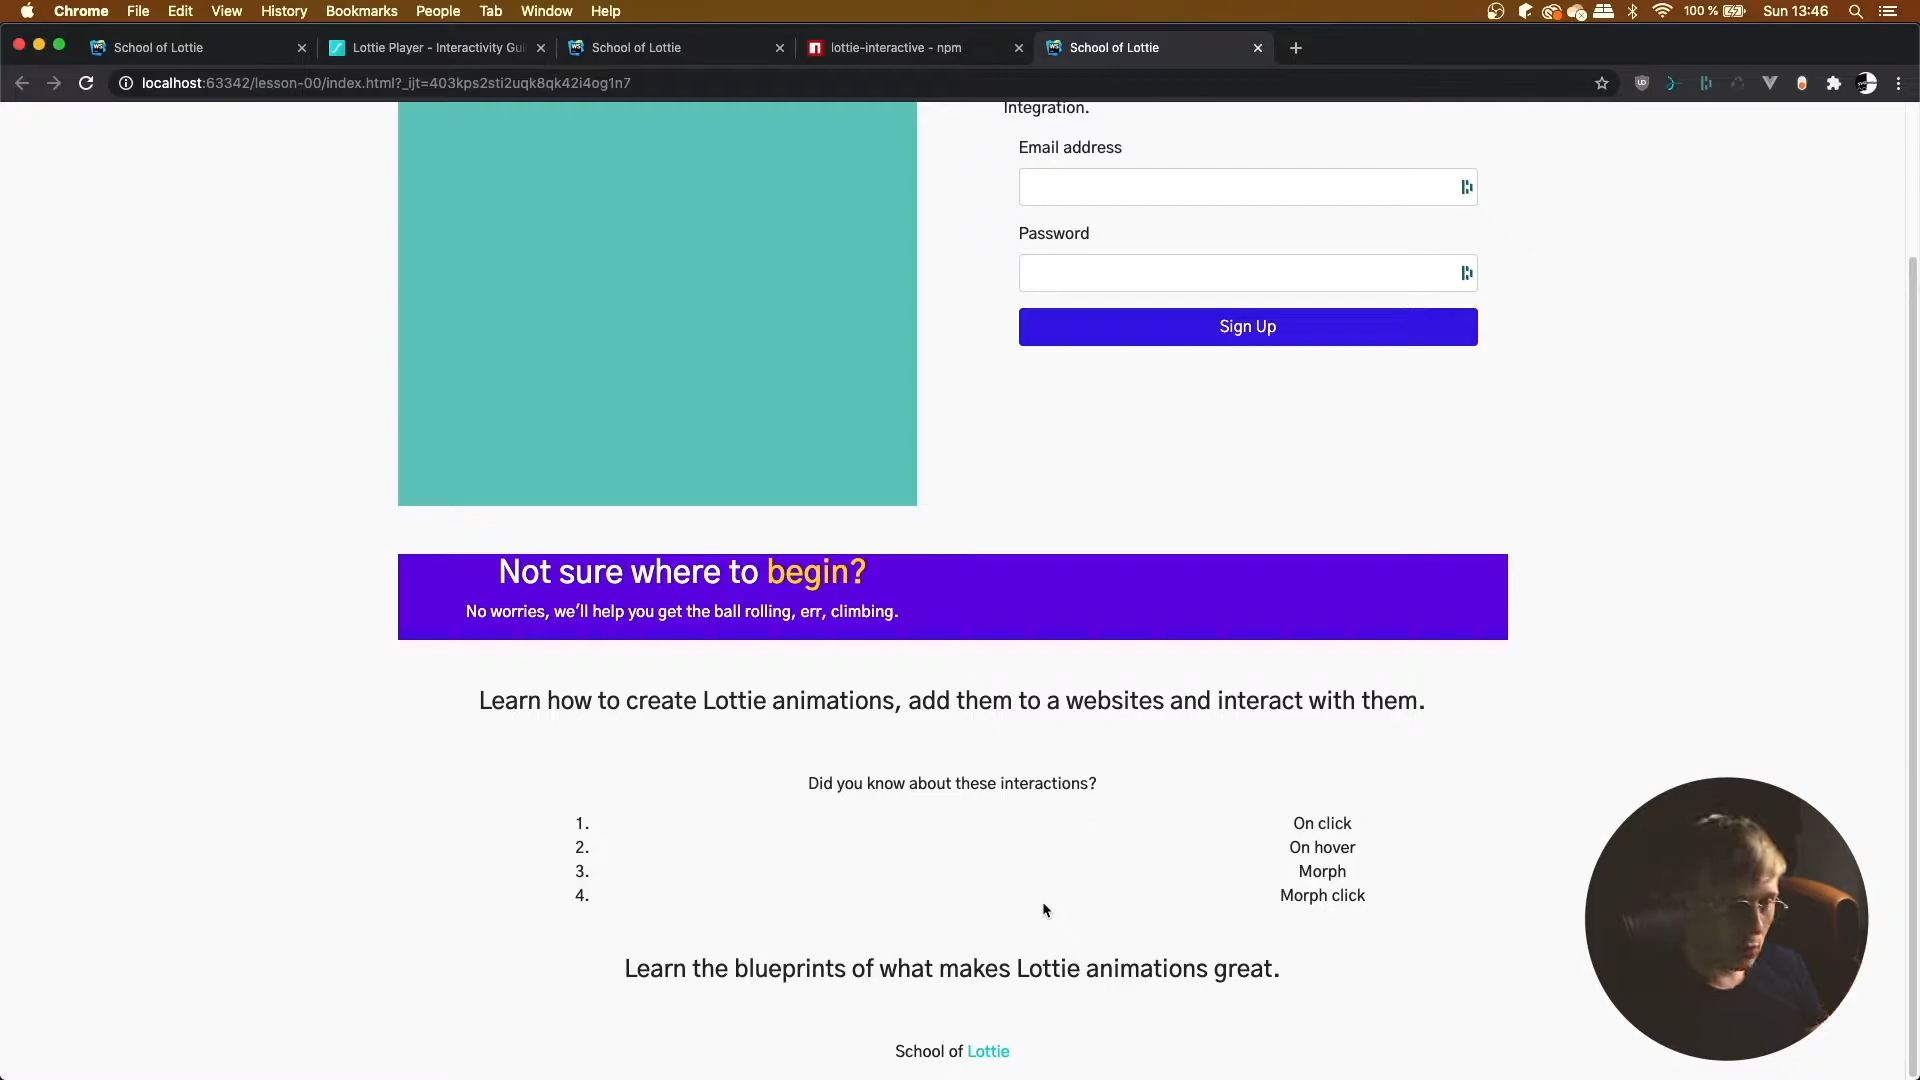 Chrome File Edit View History Bookmarks People Tab Window Help 100 % Sun 13:46
School of Lottie Lottie Player - Interactivity Gui School of Lottie lottie-interactive - npm School of Lottie
localhost:63342/lesson-00/index.html?_ijt=403kps2sti2uqk8qk42i4og1n7
Integration.
Email address
Password
Sign Up
Not sure where to begin?
No worries, we'll help you get the ball rolling, err, climbing.
Learn how to create Lottie animations, add them to a websites and interact with them.
Did you know about these interactions?
1. On click
2. On hover
3. Morph
4. Morph click
Learn the blueprints of what makes Lottie animations great.
School of Lottie